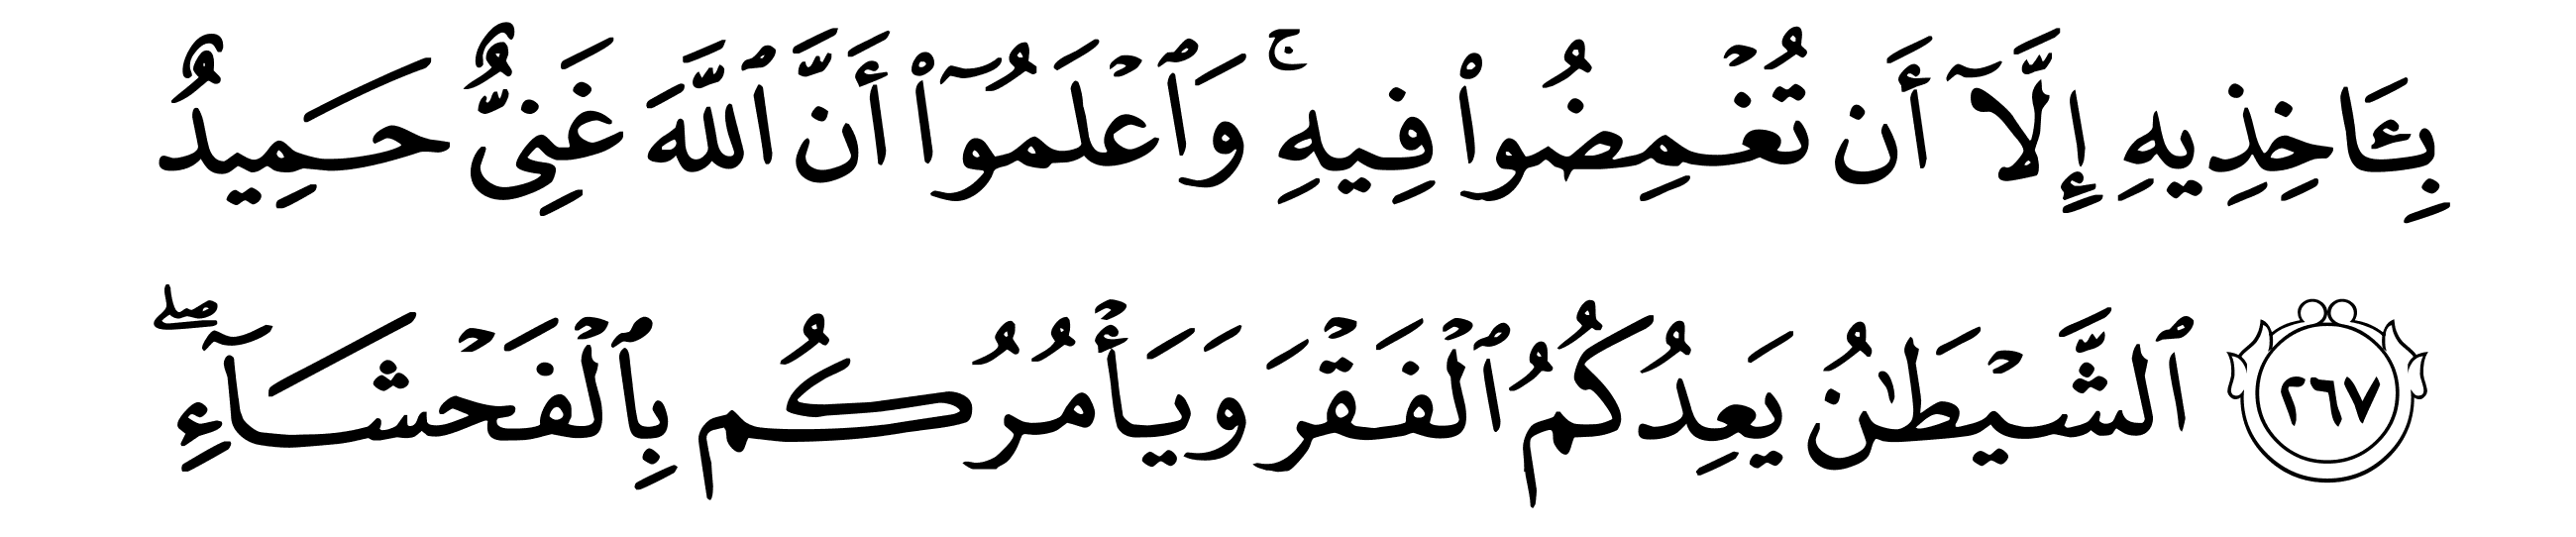 بِـَٔاخِذِيهِ إِلَّآ أَن تُغْمِضُوا۟ فِيهِ ۚ وَٱعْلَمُوٓا۟ أَنَّ ٱللَّهَ غَنِىٌّ حَمِيدٌ
٢٦٧ ٱلشَّيْطَـٰنُ يَعِدُكُمُ ٱلْفَقْرَ وَيَأْمُرُكُم بِٱلْفَحْشَآءِ ۖ